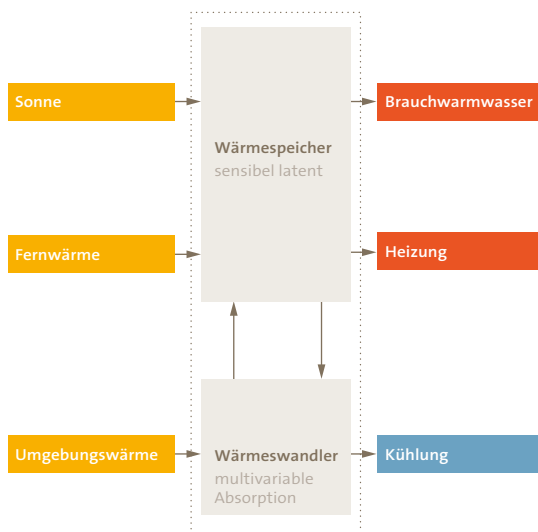 Sonne
Brauchwarmwasser
Wärmespeicher
sensibel latent
Fernwärme
Heizung
Umgebungswärme
Wärmeswandler
multivariable
Absorption
Kühlung